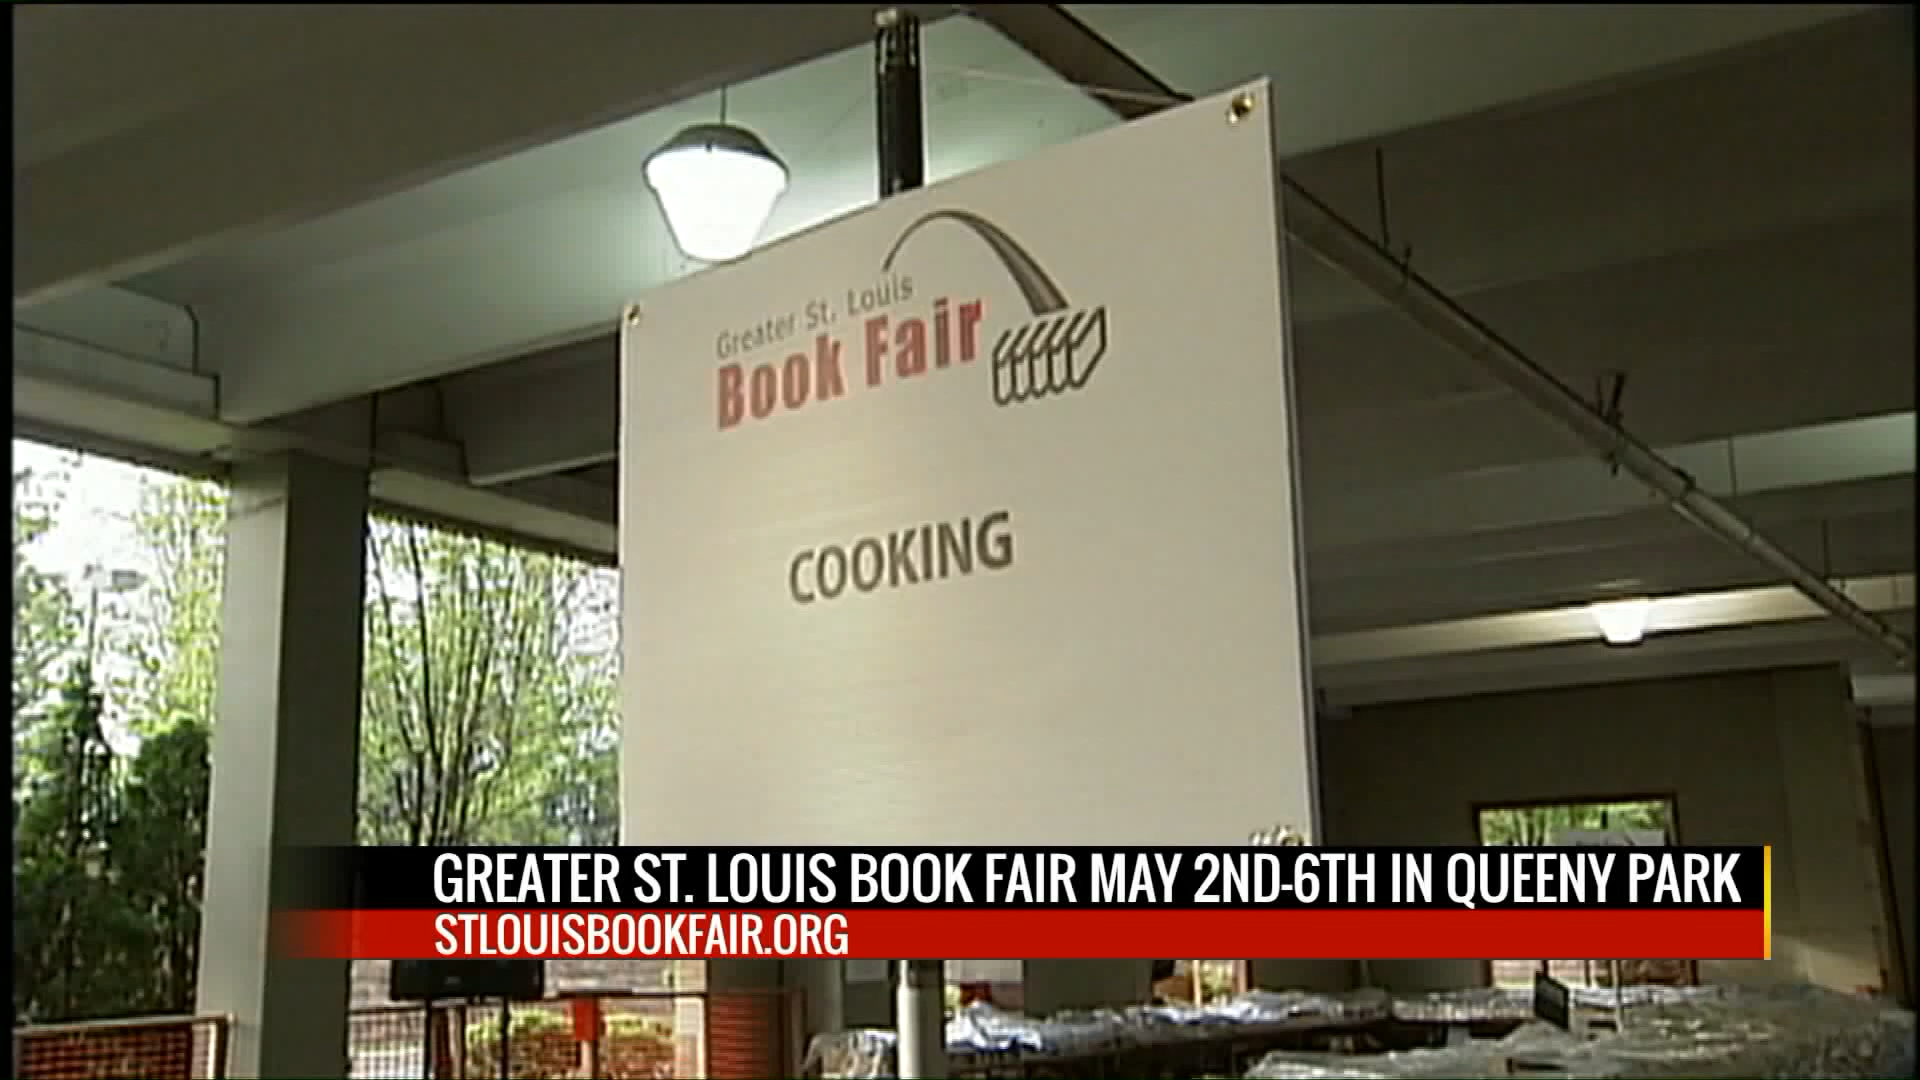 Greater St. Louis
Book Fair
COOKING
GREATER ST. LOUIS BOOK FAIR MAY 2ND-6TH IN QUEENY PARK
STLOUISBOOKFAIR.ORG